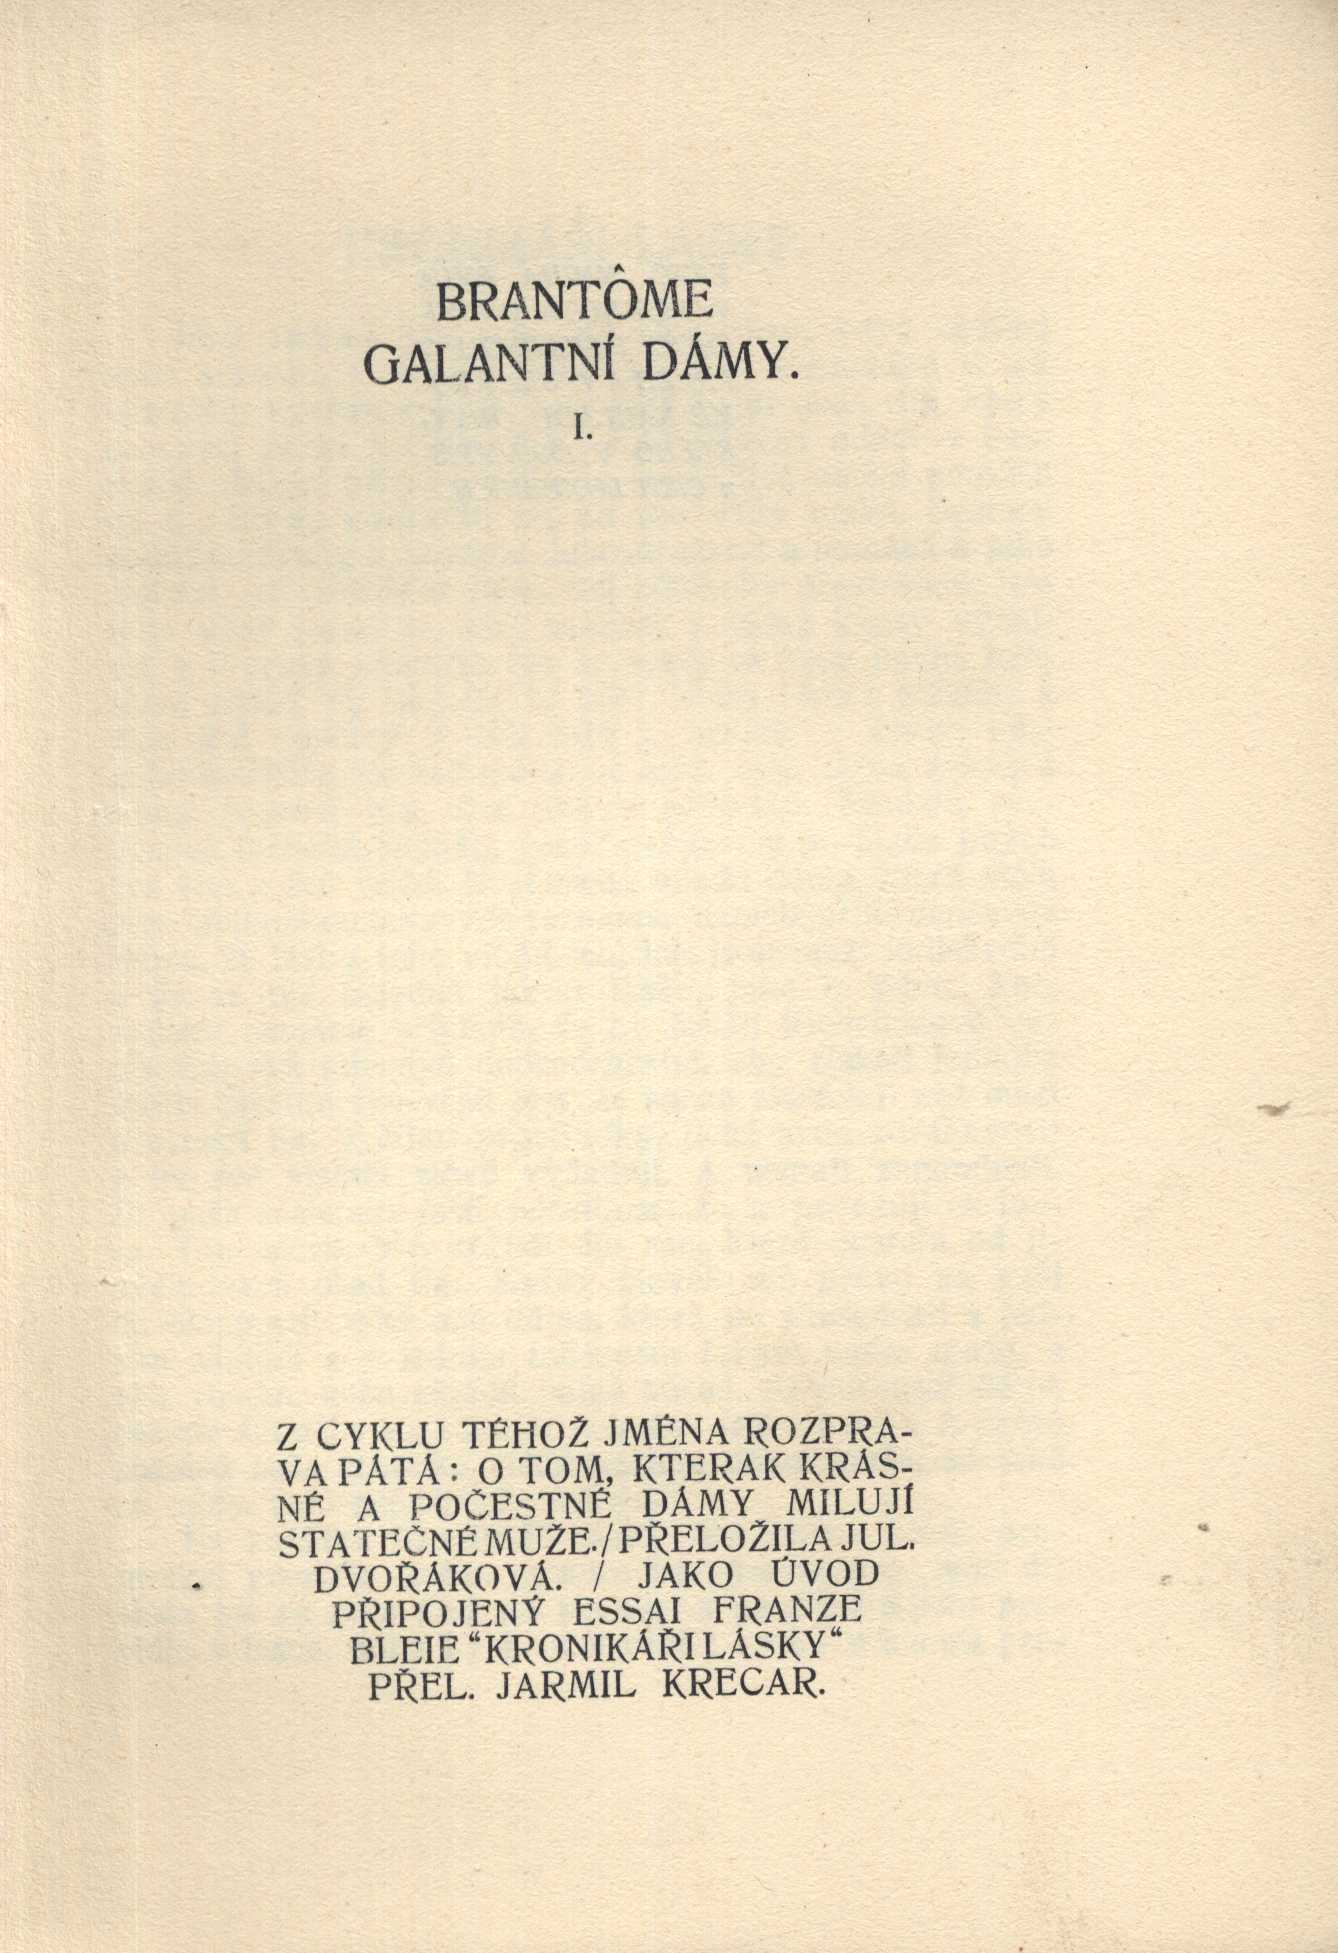 BRANTÔME
GALANTNÍ DÁMY.
I.
Z CYKLU TÉHOŽ JMÉNA ROZPRA-
VA PÁTÁ: O TOM, KTERAK KRÁS-
NÉ A POČESTNÉ DÁMY MILUJÍ
STATEČNÉ MUŽE./PŘELOŽILA JUL.
DVOŘÁKOVÁ. / JAKO ÚVOD
PŘIPOJENÝ ESSAI FRANZE
BLEIE “KRONIKÁŘI LÁSKY“
PŘEL. JARMIL KRECAR.